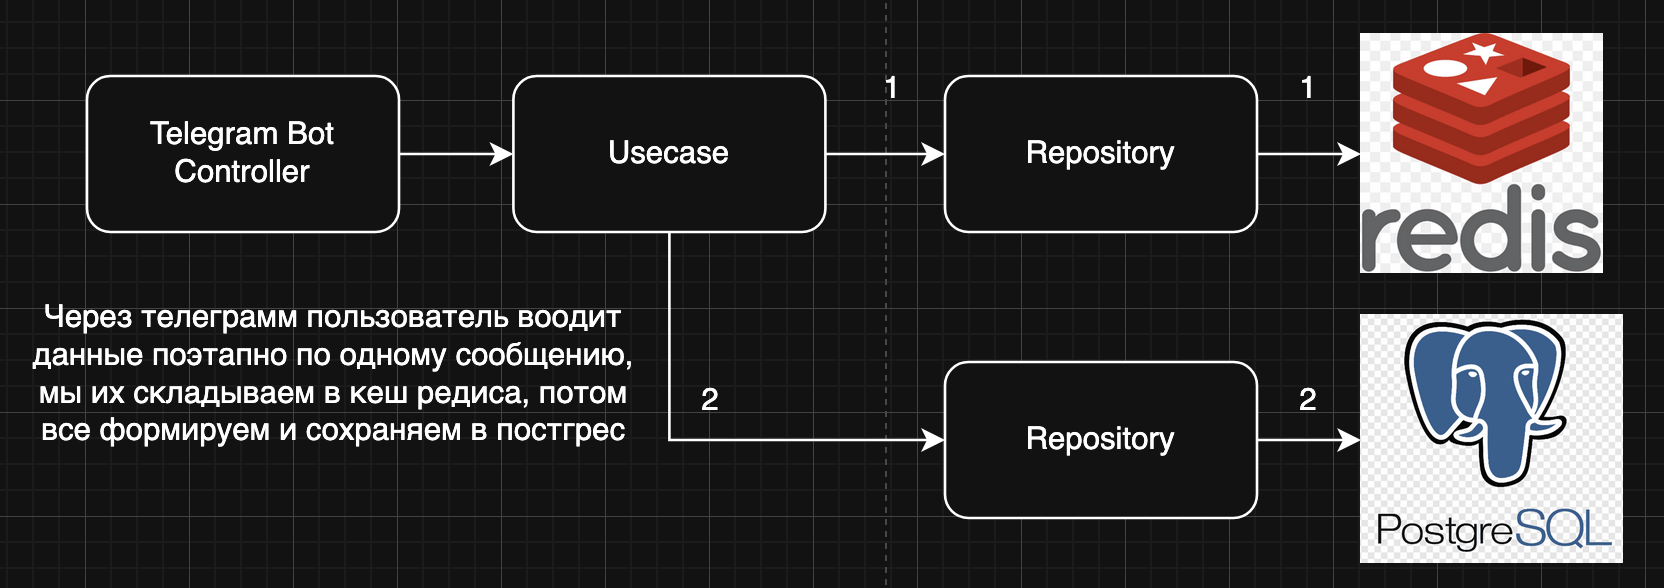 Telegram Bot
Controller
Usecase
1
Repository
1
redis
Через телеграмм пользователь воодит
данные поэтапно по одному сообщению,
мы их складываем в кеш редиса, потом
все формируем и сохраняем в постгрес
2
Repository
2
PostgreSQL